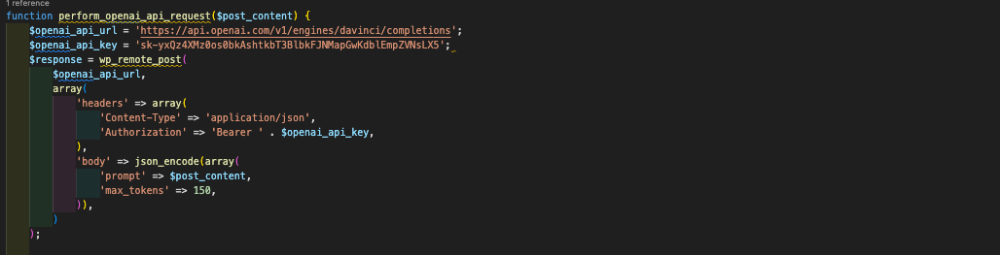 1 reference
function perform_openai_api_request($post_content) {
$openai_api_url = 'https://api.openai.com/v1/engines/davinci/completions';
$openai_api_key = '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';
$response = wp_remote_post(
$openai_api_url,
array(
'headers' => array(
'Content-Type' => 'application/json',
'Authorization' => 'Bearer ' . $openai_api_key,
),
'body' => json_encode(array(
'prompt' => $post_content,
'max_tokens' => 150,
)),
)
);